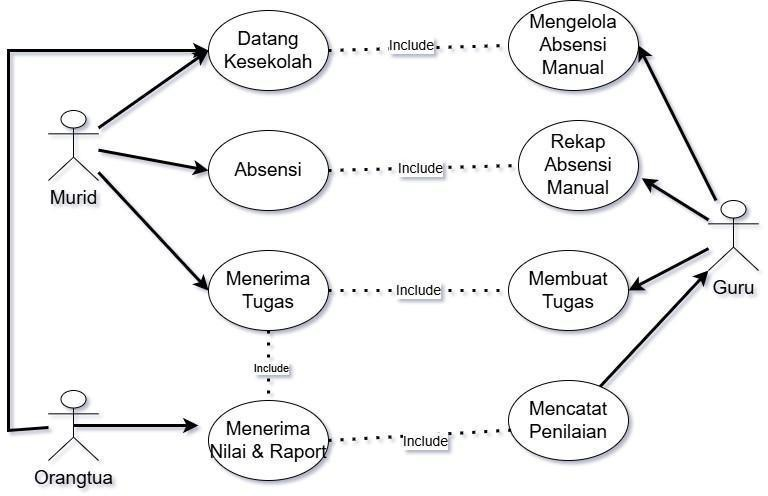 Datang
Kesekolah
Include
Mengelola
Absensi
Manual
Murid
Absensi
Include
Rekap
Absensi
Manual
Menerima
Tugas
Include
Membuat
Tugas
Guru
Include
Orangtua
Menerima
Nilai & Raport
Include
Mencatat
Penilaian